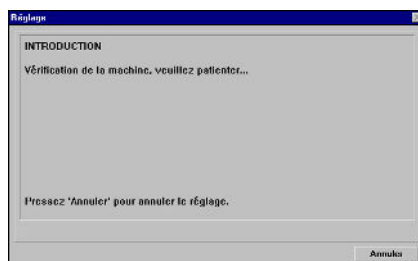 Réglage
INTRODUCTION
Vérification de la machine, veuillez patienter...
Pressez 'Annuler' pour annuler le réglage.
Annuler